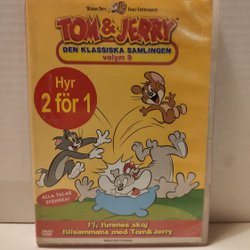 TOM & JERRY
DEN KLASSISKA SAMLINGEN
volym 9
Hyr
2 för 1
ALLA TALAR
SVENSKA!
1½ timmes skoj
tillsammans med Tom & Jerry
DVD